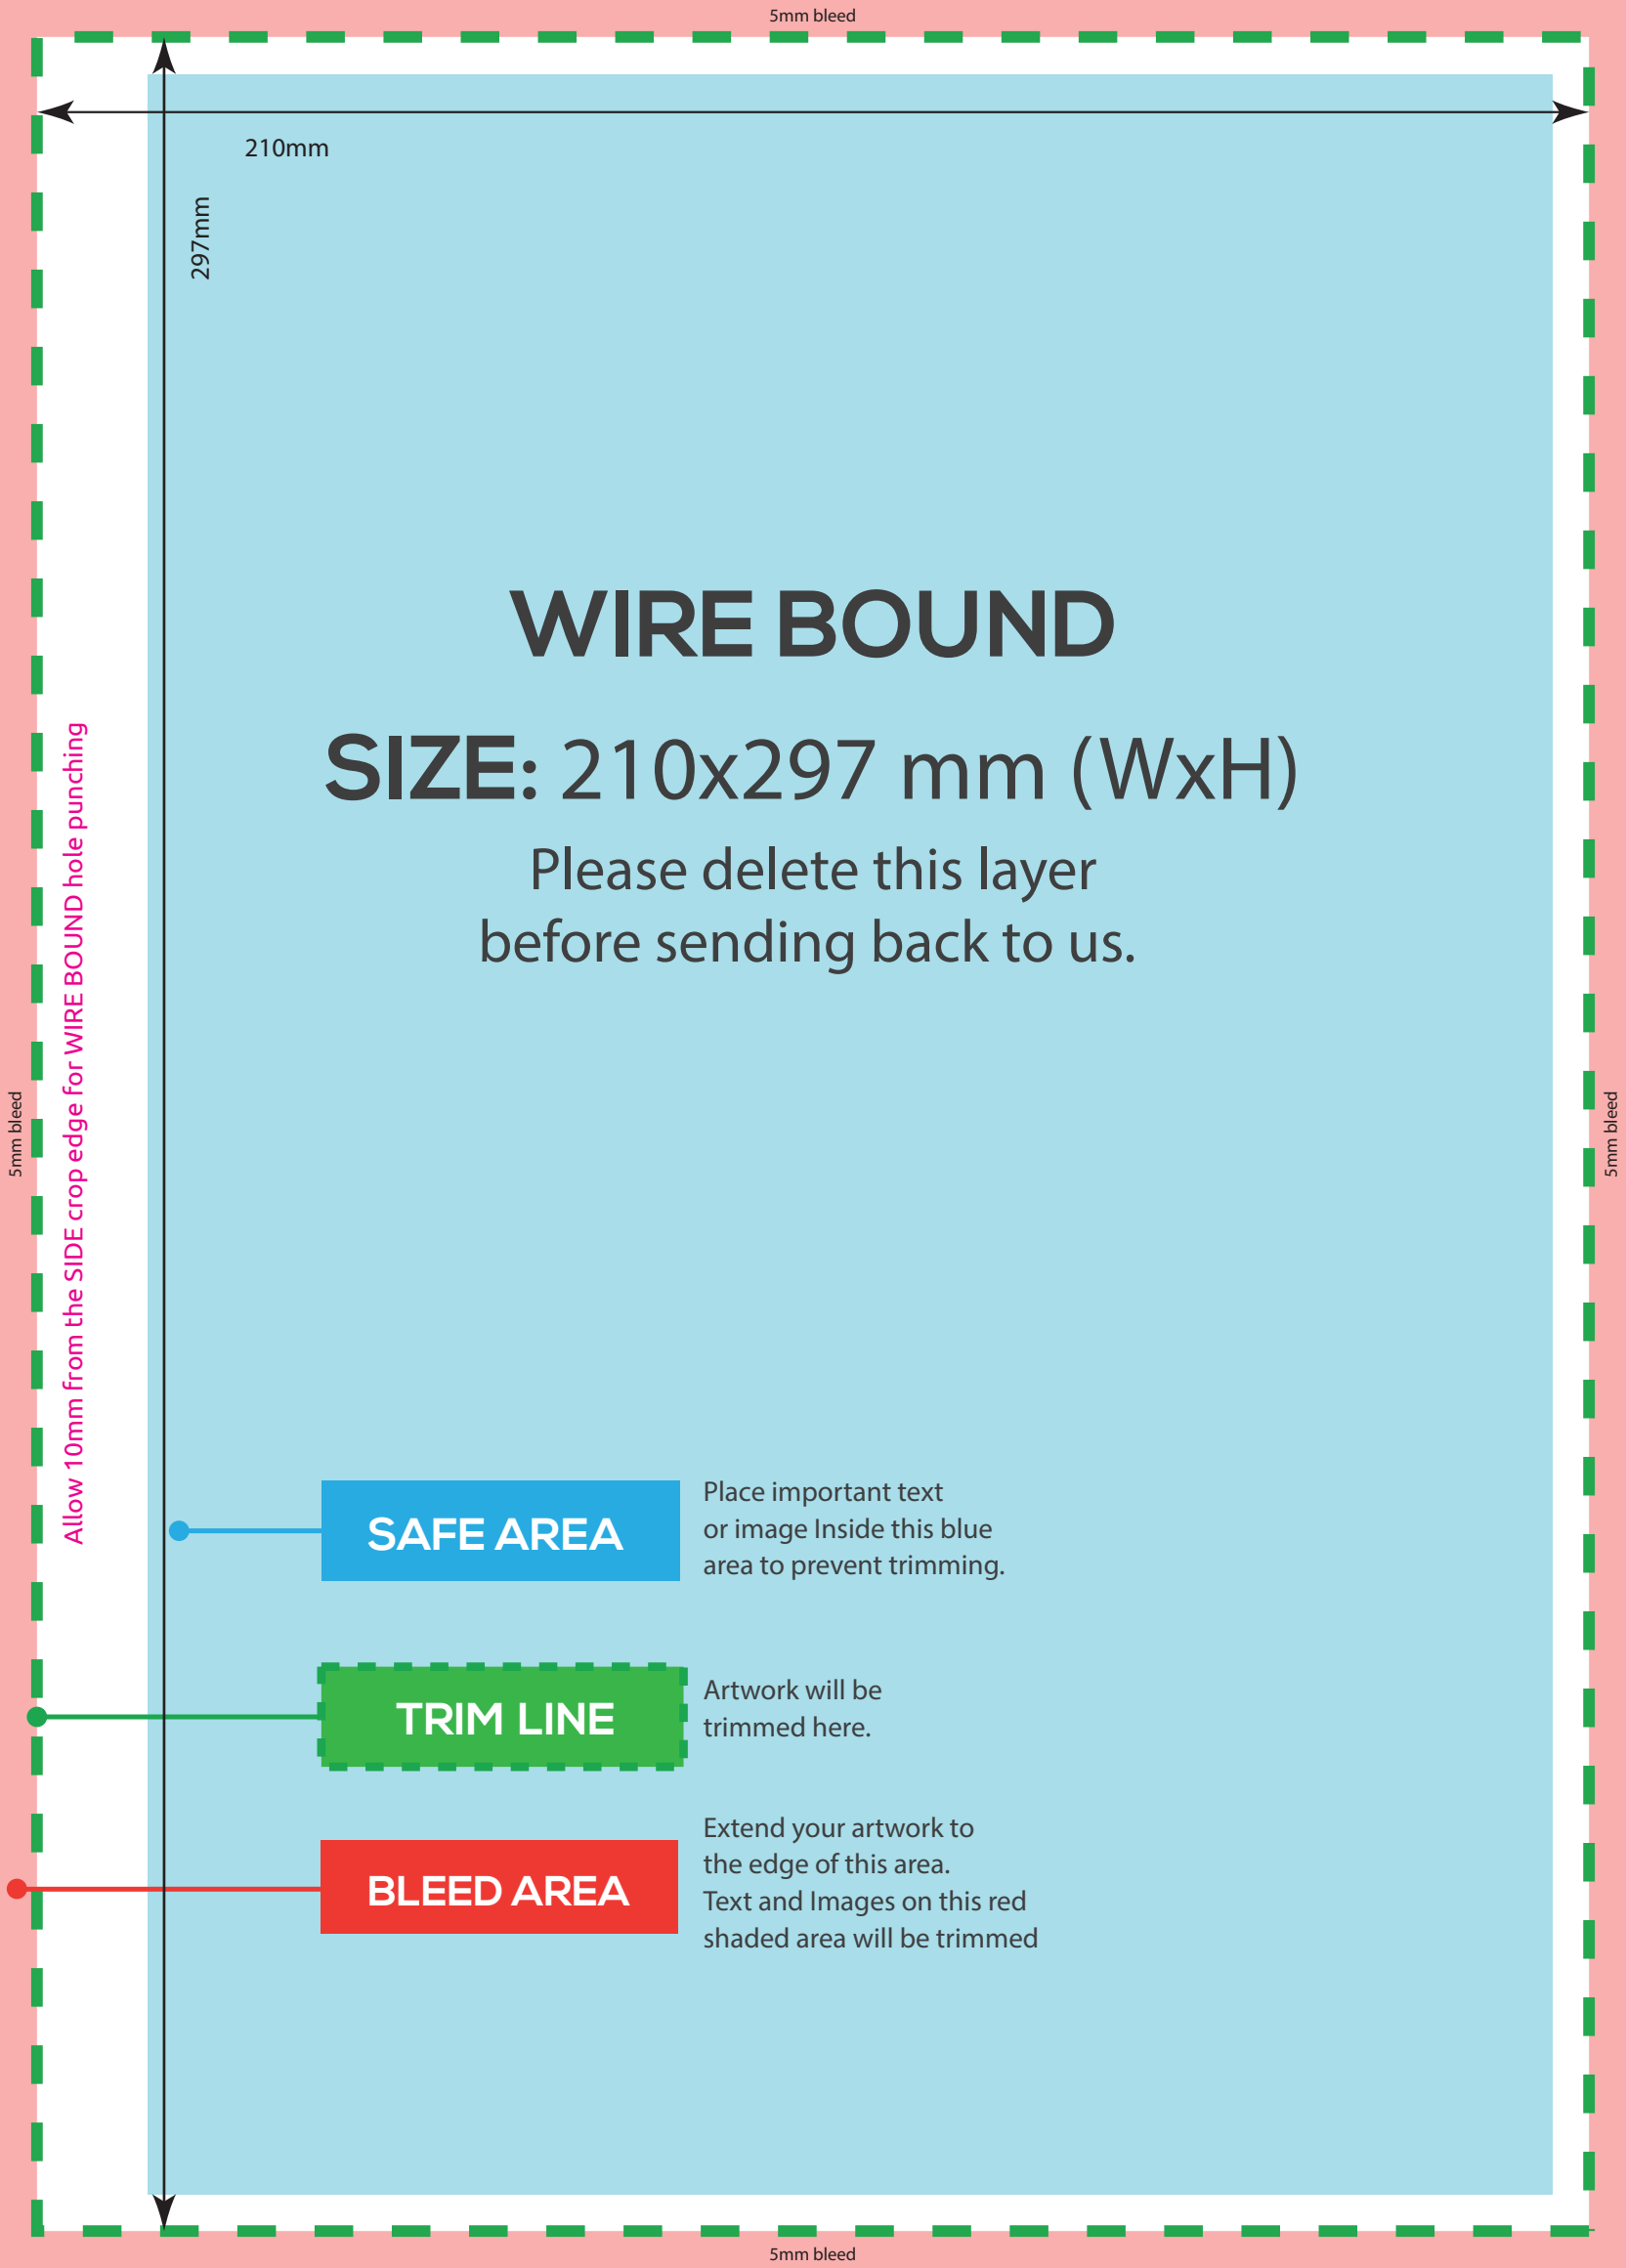 5mm bleed
210mm
297mm
WIRE BOUND
SIZE: 210x297 mm (WxH)
Please delete this layer
before sending back to us.
Allow 10mm from the SIDE crop edge for WIRE BOUND hole punching
5mm bleed
5mm bleed
SAFE AREA
Place important text
or image Inside this blue
area to prevent trimming.
TRIM LINE
Artwork will be
trimmed here.
BLEED AREA
Extend your artwork to
the edge of this area.
Text and Images on this red
shaded area will be trimmed
5mm bleed